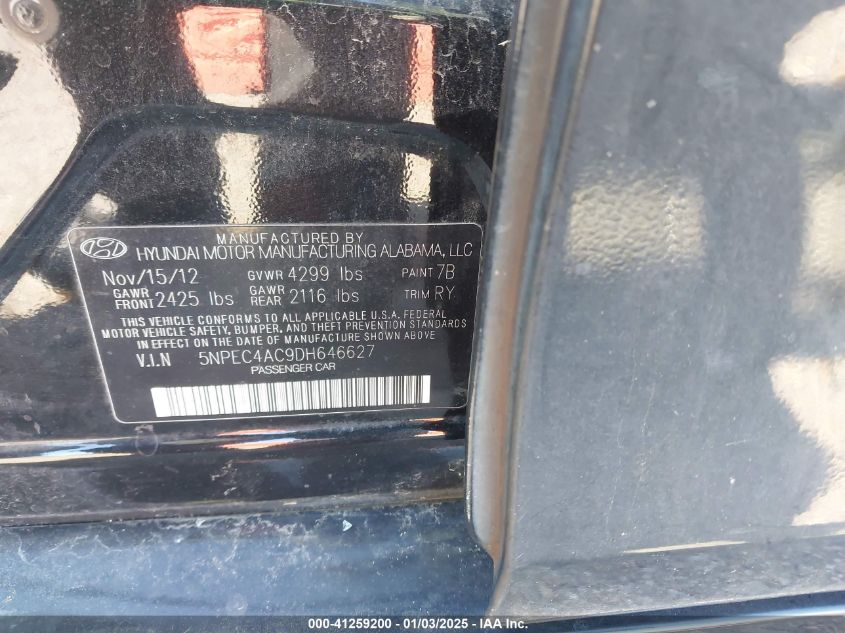 MANUFACTURED BY
HYUNDAI MOTOR MANUFACTURING ALABAMA, LLC
Nov/15/12 GVWR 4299 lbs PAINT 7B
GAWR FRONT 2425 lbs GAWR REAR 2116 lbs TRIM RY
THIS VEHICLE CONFORMS TO ALL APPLICABLE U.S.A. FEDERAL
MOTOR VEHICLE SAFETY, BUMPER, AND THEFT PREVENTION STANDARDS
IN EFFECT ON THE DATE OF MANUFACTURE SHOWN ABOVE.
V.I.N 5NPEC4AC9DH646627
PASSENGER CAR
000-41259200 - 01/03/2025 - IAA Inc.